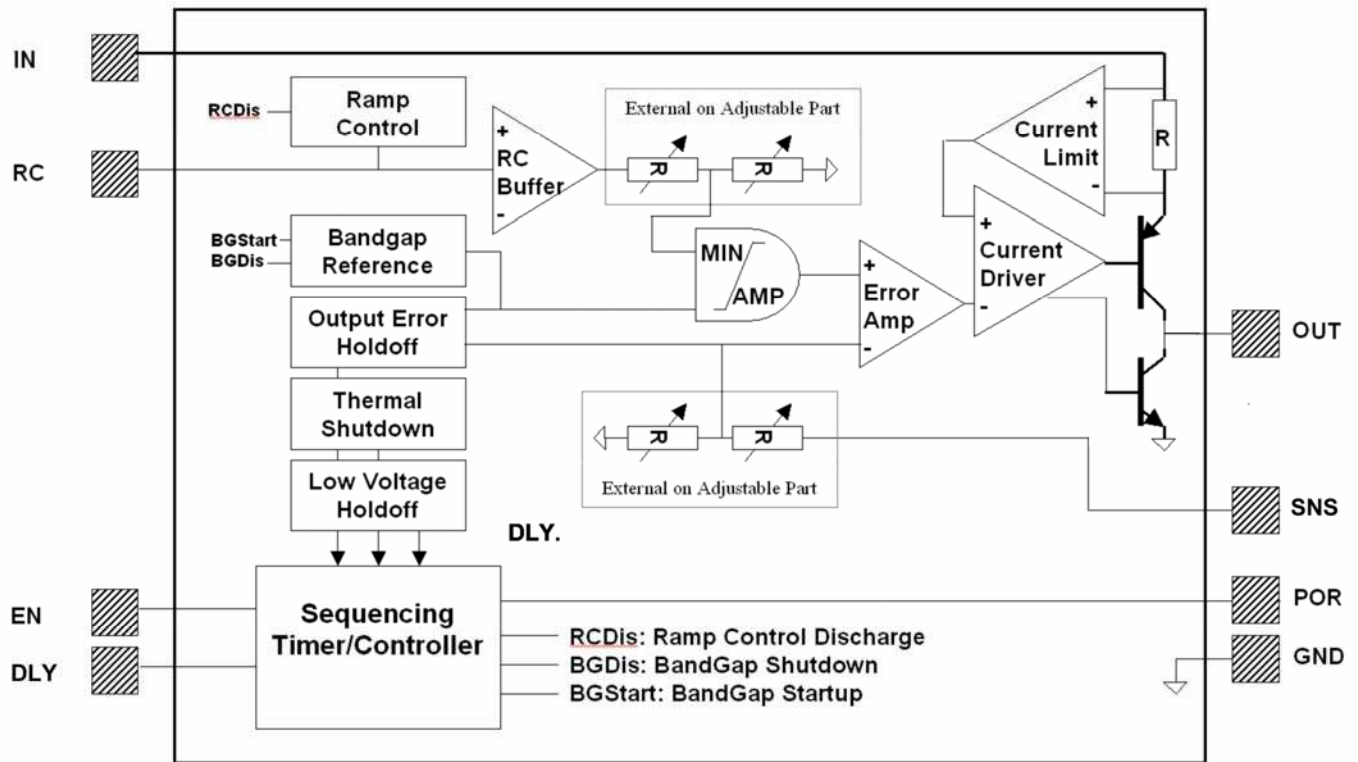 IN
RCDis
Ramp
Control
External on Adjustable Part
+
Current
Limit
-
R
RC
+
RC
Buffer
-
R
R
BGStart
BGDis
Bandgap
Reference
MIN
AMP
+
Current
Driver
-
Output Error
Holdoff
+
Error
Amp
-
OUT
Thermal
Shutdown
R
R
External on Adjustable Part
Low Voltage
Holdoff
SNS
DLY.
EN
DLY
Sequencing
Timer/Controller
POR
RCDis: Ramp Control Discharge
BGDis: BandGap Shutdown
BGStart: BandGap Startup
GND